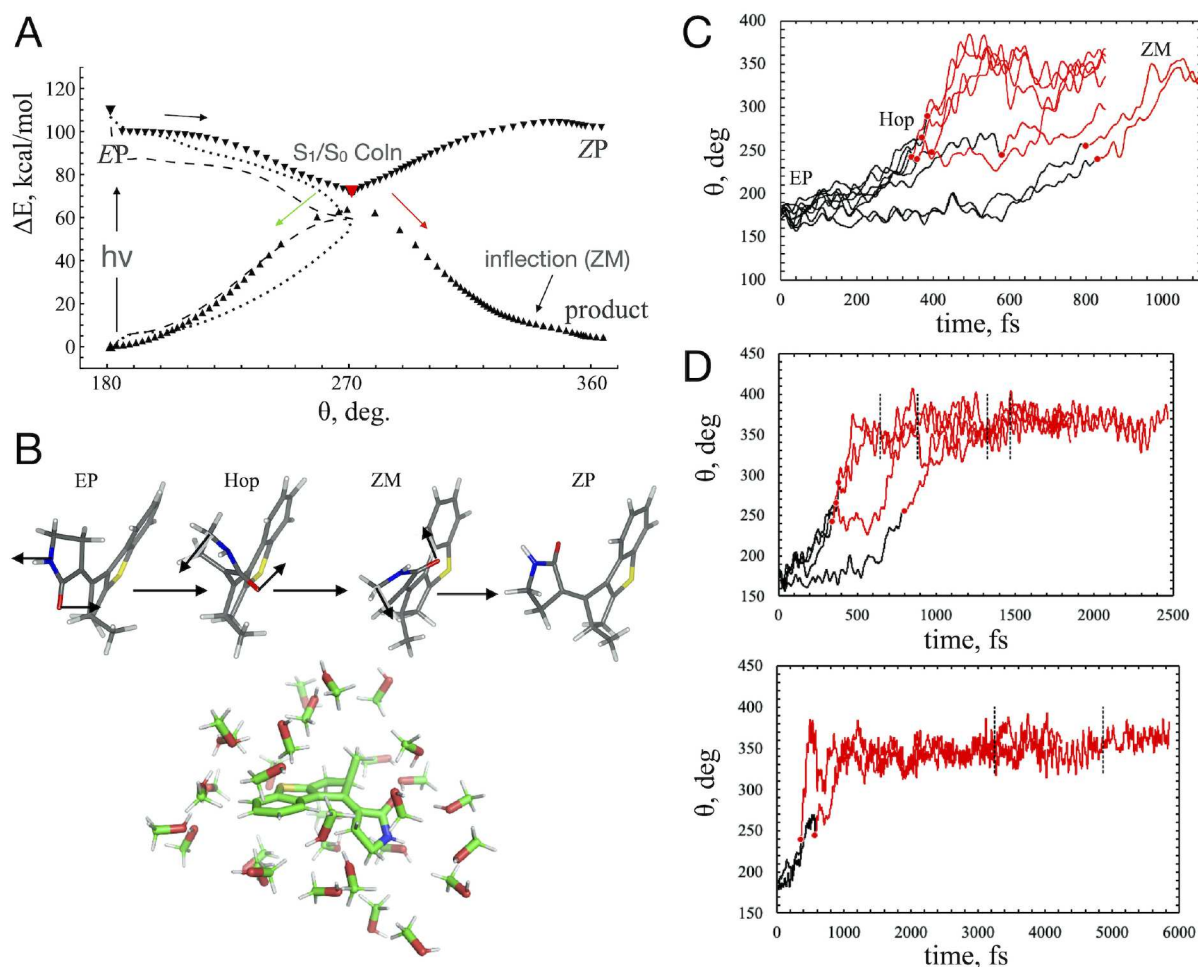 A
ΔE, kcal/mol
120
100
80
60
40
20
0
EP
hν
S₁/S₀ CoIn
ZP
inflection (ZM)
product
180
270
360
θ, deg.
B
EP
Hop
ZM
ZP
C
θ, deg
400
350
300
250
200
150
100
EP
Hop
ZM
0
200
400
600
800
1000
time, fs
D
θ, deg
450
400
350
300
250
200
150
0
500
1000
1500
2000
2500
time, fs
θ, deg
450
400
350
300
250
200
150
0
1000
2000
3000
4000
5000
6000
time, fs